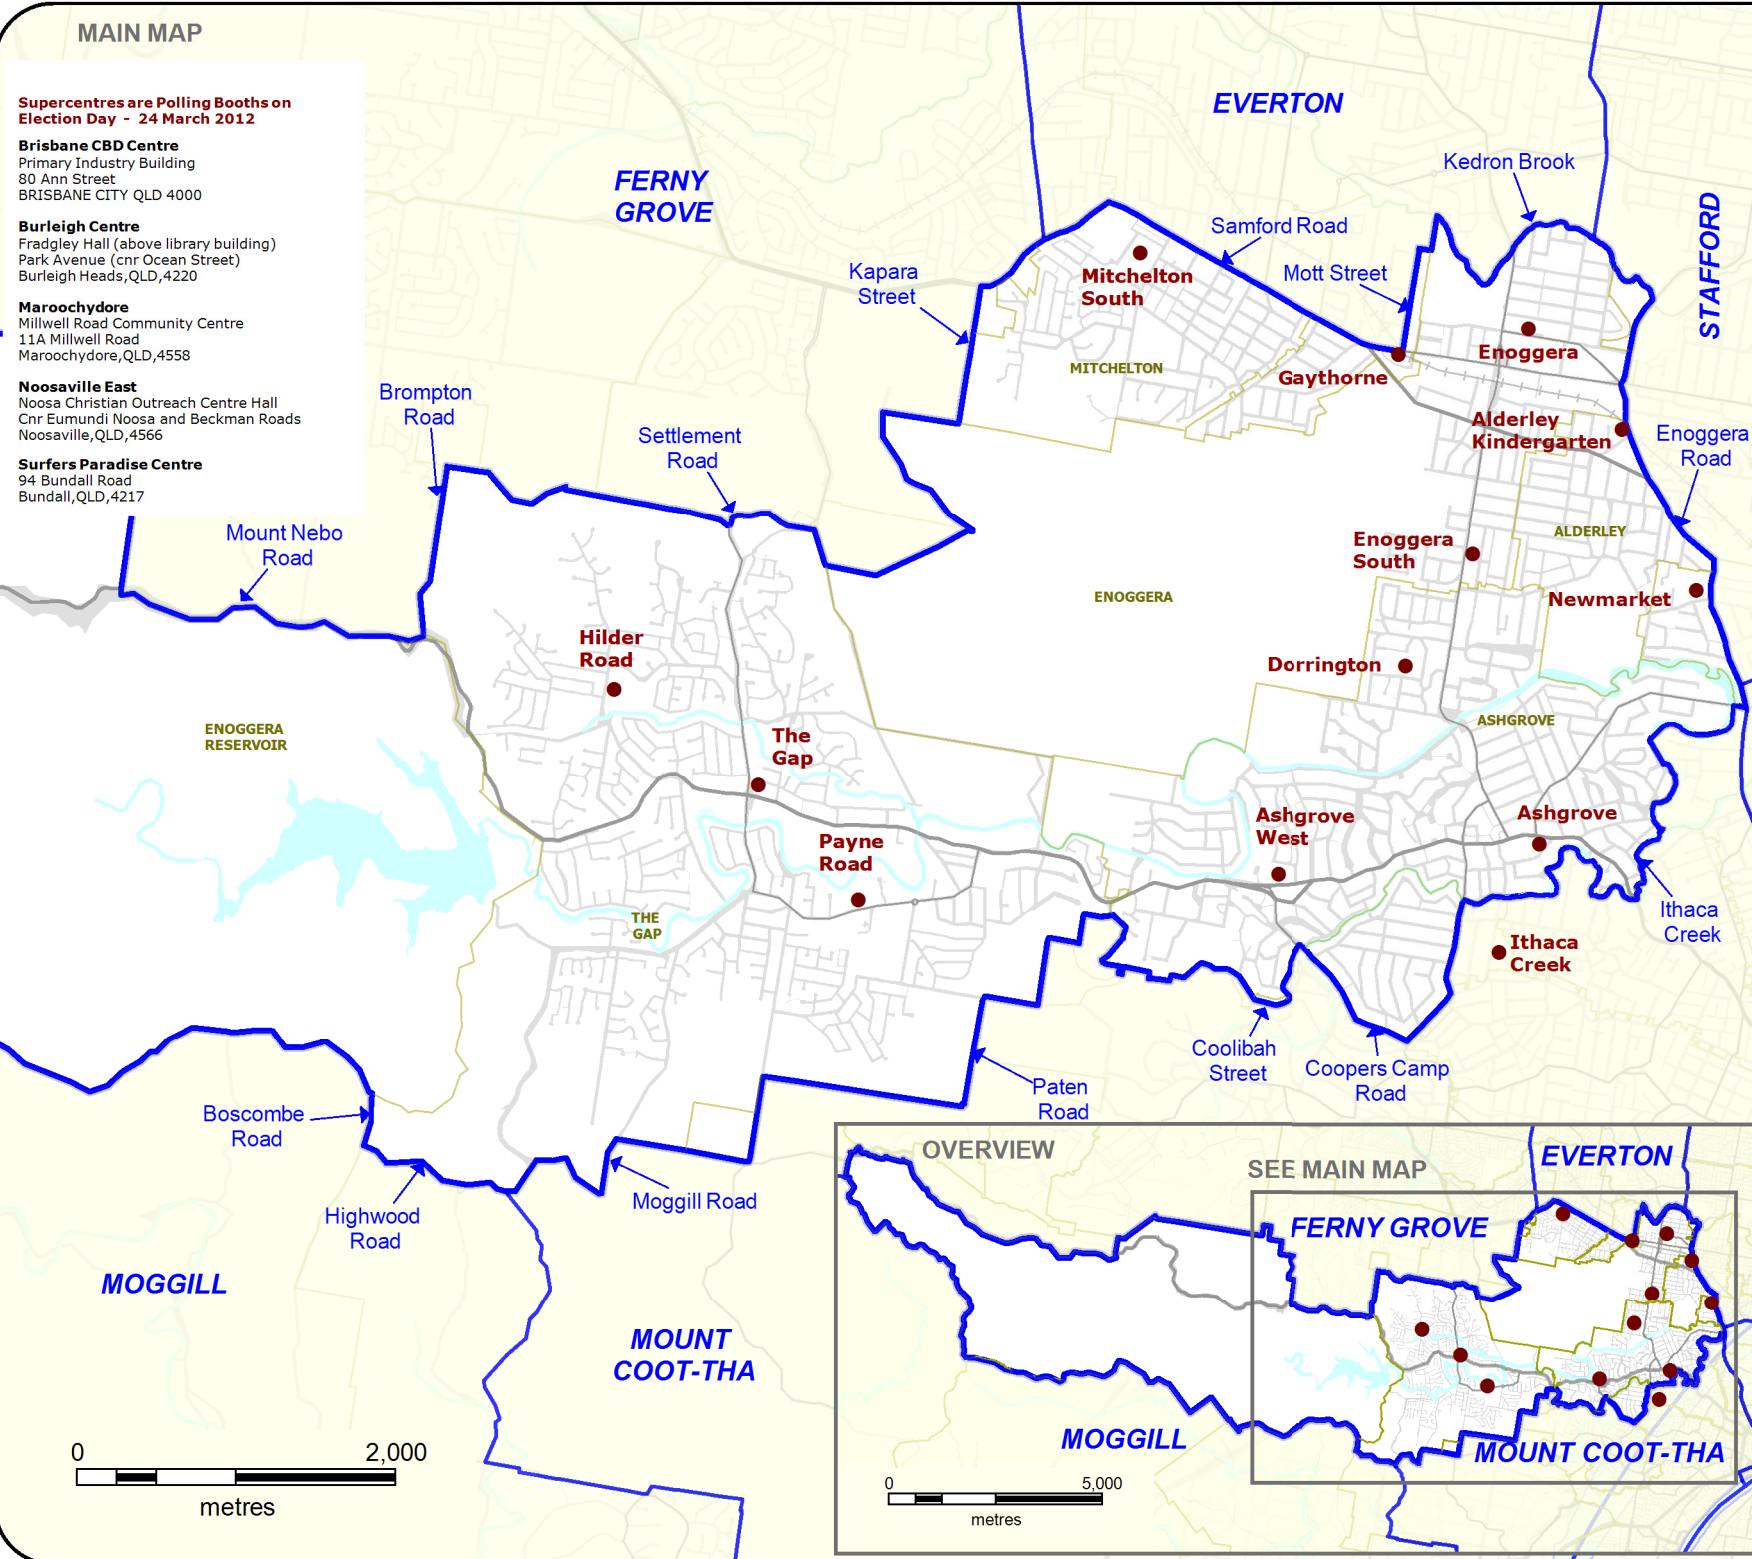 MAIN MAP
Supercentres are Polling Booths on
Election Day - 24 March 2012
Brisbane CBD Centre
Primary Industry Building
80 Ann Street
BRISBANE CITY QLD 4000
Burleigh Centre
Fradgley Hall (above library building)
Park Avenue (cnr Ocean Street)
Burleigh Heads,QLD,4220
Maroochydore
Millwell Road Community Centre
11A Millwell Road
Maroochydore,QLD,4558
Noosaville East
Noosa Christian Outreach Centre Hall
Cnr Eumundi Noosa and Beckman Roads
Noosaville,QLD,4566
Surfers Paradise Centre
94 Bundall Road
Bundall,QLD,4217
EVERTON
FERNY
GROVE
STAFFORD
Kedron Brook
Samford Road
Mott Street
Kapara
Street
Mitchelton
South
MITCHELTON
Gaythorne
Enoggera
Alderley
Kindergarten
Enoggera
Road
Brompton
Road
Settlement
Road
Mount Nebo
Road
Enoggera
South
ALDERLEY
ENOGGERA
Newmarket
Hilder
Road
Dorrington
ENOGGERA
RESERVOIR
The
Gap
ASHGROVE
Payne
Road
Ashgrove
West
Ashgrove
THE
GAP
Ithaca
Creek
Ithaca
Creek
Coolibah
Street
Coopers Camp
Road
Paten
Road
Boscombe
Road
Highwood
Road
Moggill Road
MOGGILL
MOUNT
COOT-THA
0 2,000
metres
OVERVIEW
SEE MAIN MAP
EVERTON
FERNY GROVE
MOGGILL
MOUNT COOT-THA
0 5,000
metres